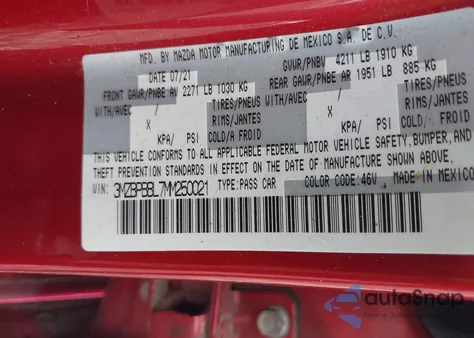 MFD. BY MAZDA MOTOR MANUFACTURING DE MEXICO S.A. DE C.V.
DATE 07/21 GVWR/PNBV 4211 LB 1910 KG
FRONT GAWR/PNBE AV 2271 LB 1030 KG REAR GAWR/PNBE AR 1951 LB 885 KG
WITH/AVEC TIRES/PNEUS WITH/AVEC TIRES/PNEUS
X RIMS/JANTES X RIMS/JANTES
KPA/ PSI COLD/A FROID KPA/ PSI COLD/A FROID
THIS VEHICLE CONFORMS TO ALL APPLICABLE FEDERAL MOTOR VEHICLE SAFETY, BUMPER, AND
THEFT PREVENTION STANDARDS IN EFFECT ON THE DATE OF MANUFACTURE SHOWN ABOVE.
VIN: 3MZBPBBL7MM250021 TYPE:PASS CAR COLOR CODE:46V MADE IN MEXICO
autoSnap